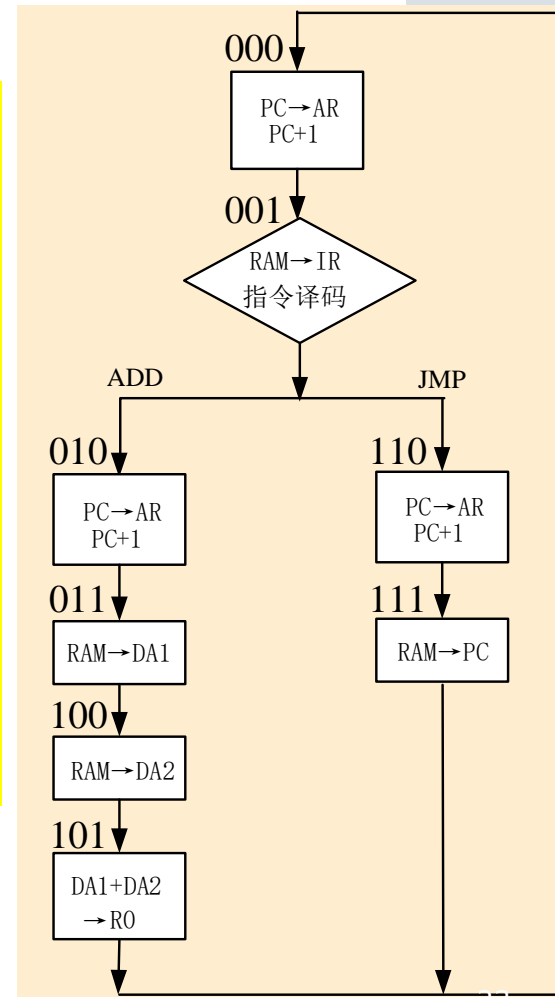 000
PC→AR
PC+1
001
RAM→IR
指令译码
ADD
JMP
010
PC→AR
PC+1
110
PC→AR
PC+1
011
RAM→DA1
111
RAM→PC
100
RAM→DA2
101
DA1+DA2
→R0